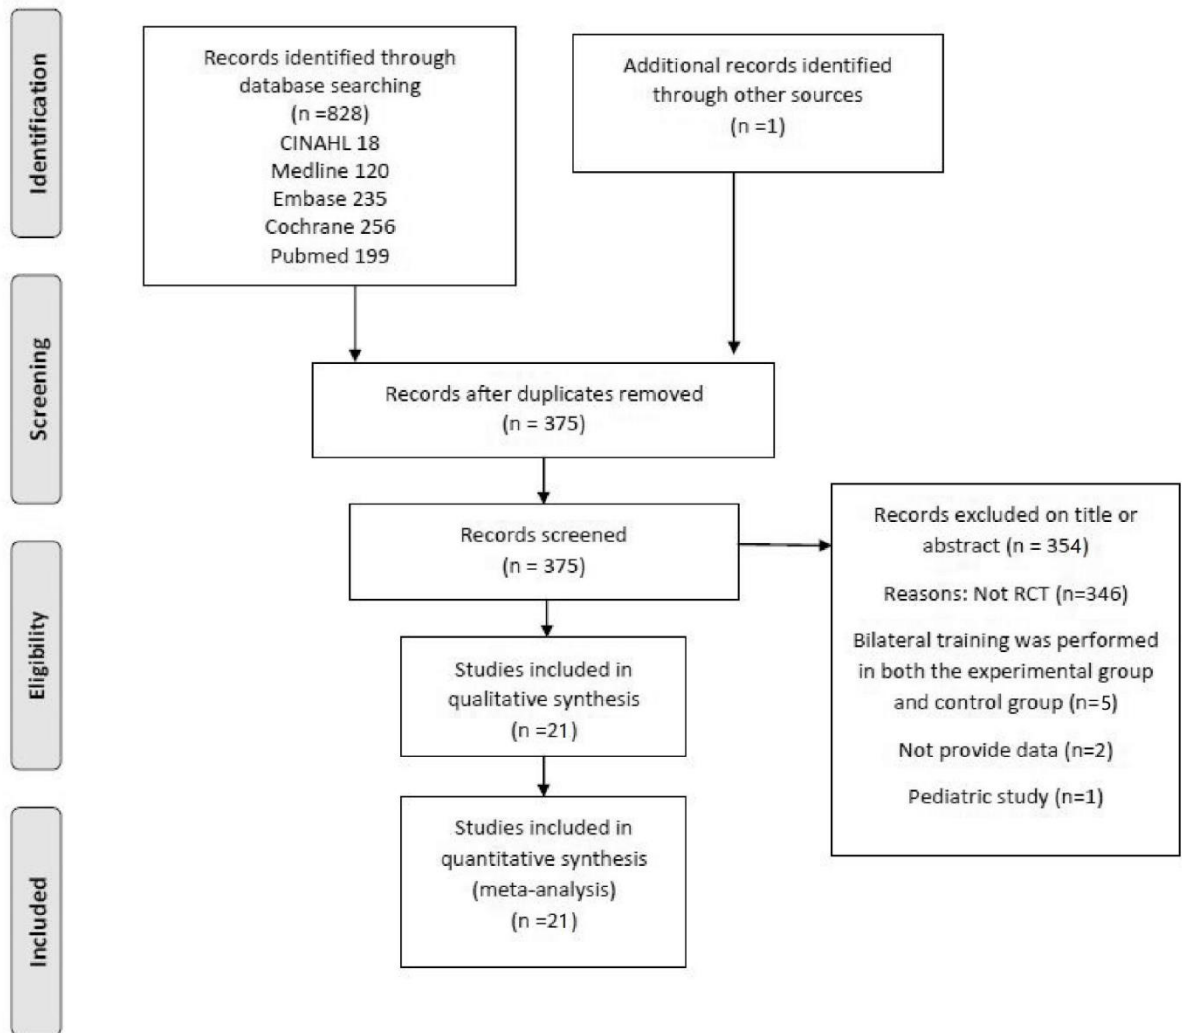 Identification
Records identified through
database searching
(n =828)
CINAHL 18
Medline 120
Embase 235
Cochrane 256
Pubmed 199
Additional records identified
through other sources
(n =1)
Screening
Records after duplicates removed
(n = 375)
Records screened
(n = 375)
Records excluded on title or
abstract (n = 354)
Reasons: Not RCT (n=346)
Bilateral training was performed
in both the experimental group
and control group (n=5)
Not provide data (n=2)
Pediatric study (n=1)
Eligibility
Studies included in
qualitative synthesis
(n =21)
Included
Studies included in
quantitative synthesis
(meta-analysis)
(n =21)